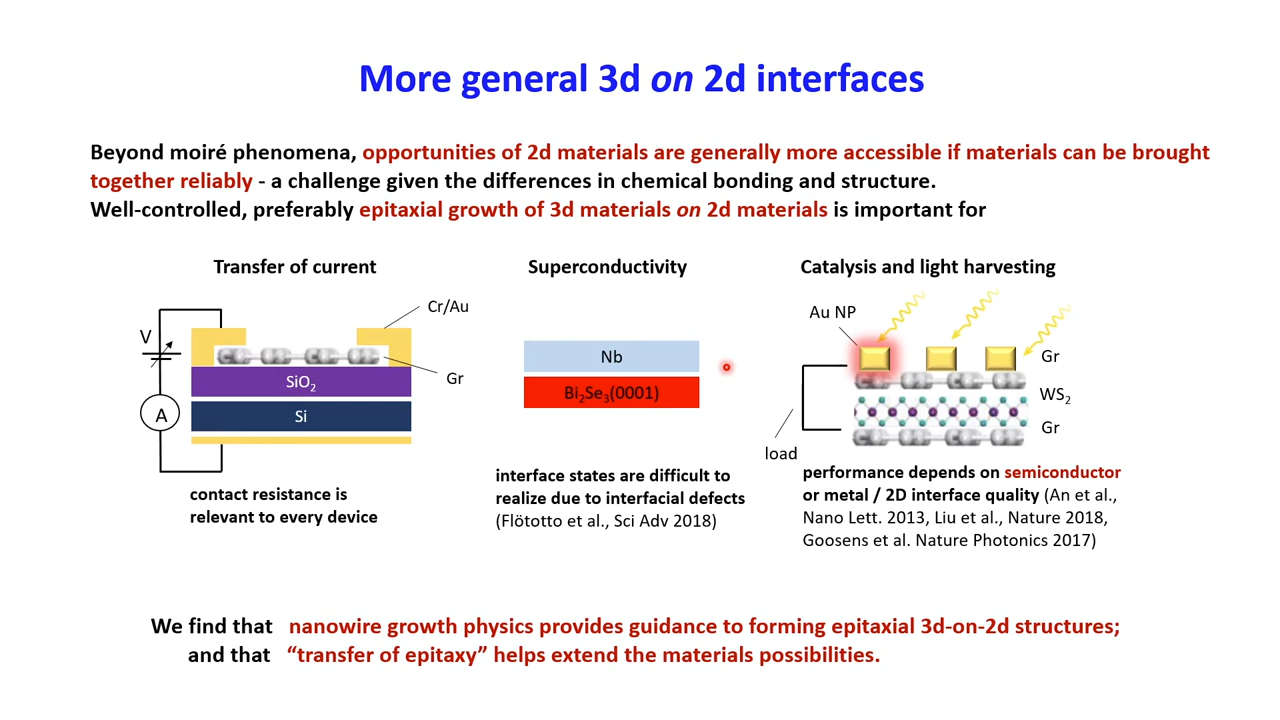 More general 3d on 2d interfaces
Beyond moiré phenomena, opportunities of 2d materials are generally more accessible if materials can be brought
together reliably - a challenge given the differences in chemical bonding and structure.
Well-controlled, preferably epitaxial growth of 3d materials on 2d materials is important for
Transfer of current
Cr/Au
V
Gr
SiO₂
A
Si
contact resistance is
relevant to every device
Superconductivity
Nb
Bi₂Se₃(0001)
interface states are difficult to
realize due to interfacial defects
(Flötotto et al., Sci Adv 2018)
Catalysis and light harvesting
Au NP
Gr
WS₂
Gr
load
performance depends on semiconductor
or metal / 2D interface quality (An et al.,
Nano Lett. 2013, Liu et al., Nature 2018,
Goosens et al. Nature Photonics 2017)
We find that nanowire growth physics provides guidance to forming epitaxial 3d-on-2d structures;
and that “transfer of epitaxy” helps extend the materials possibilities.